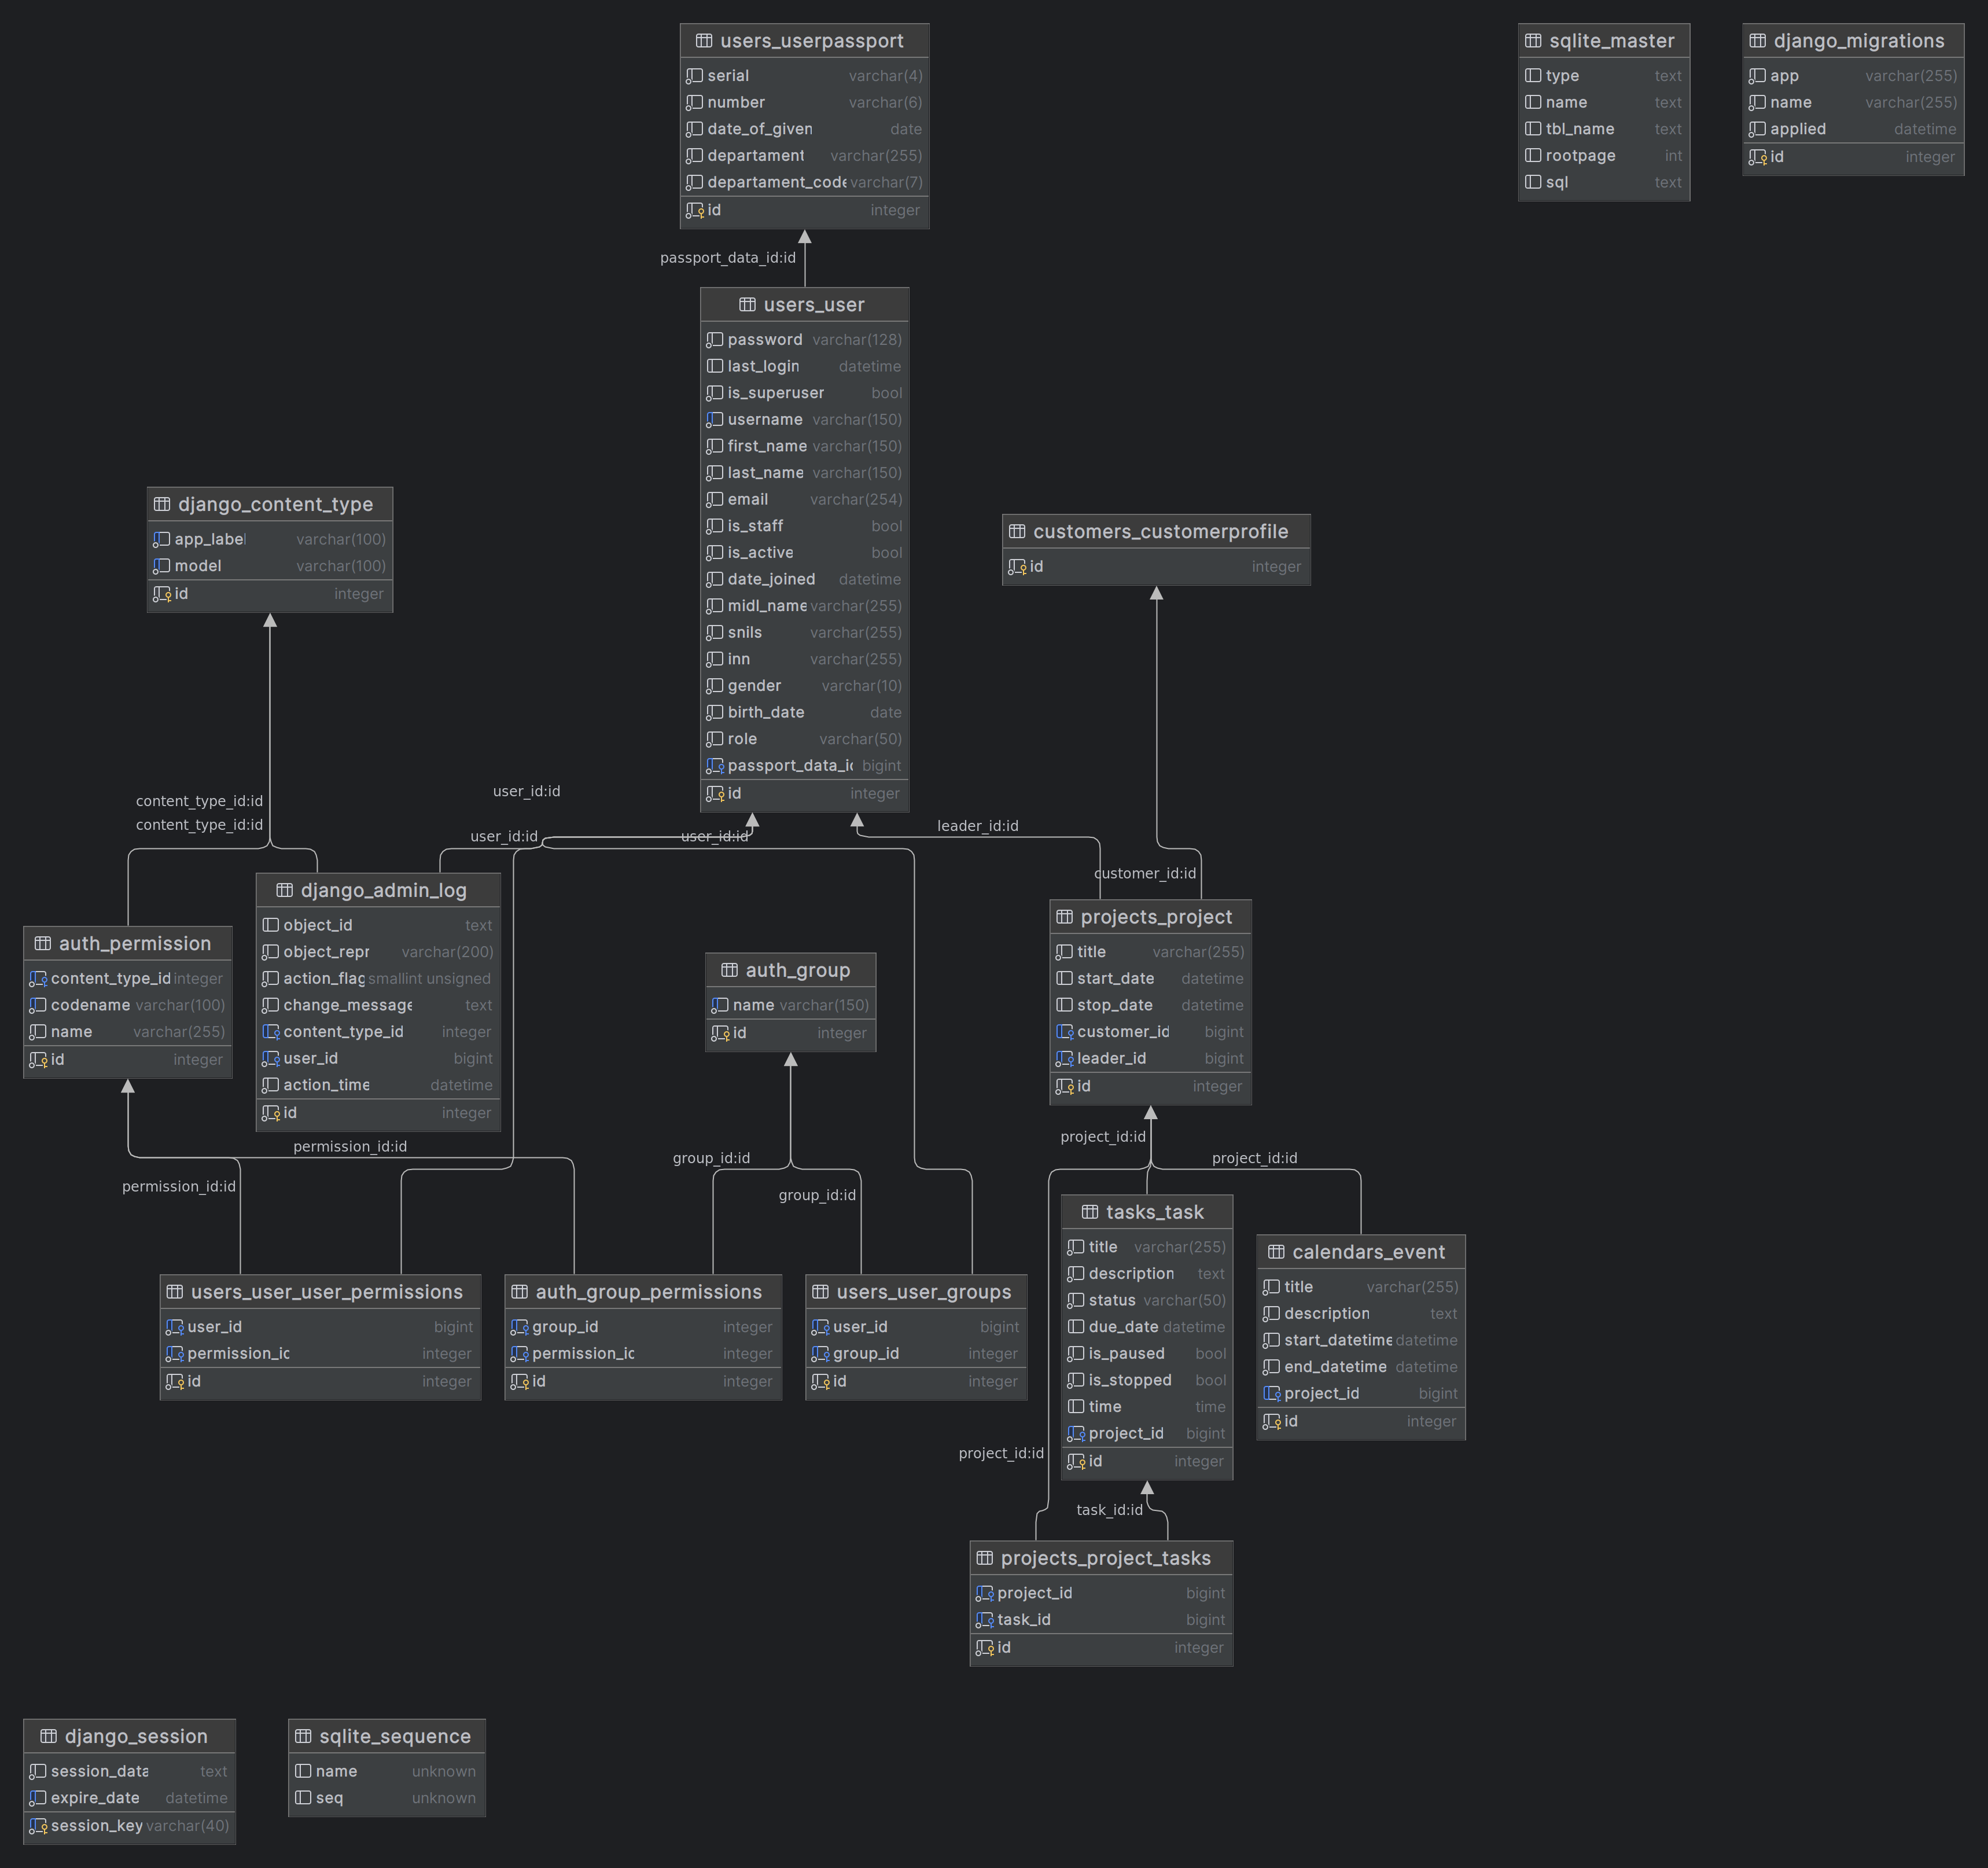 users_userpassport
serial varchar(4)
number varchar(6)
date_of_given date
departament varchar(255)
departament_code varchar(7)
id integer
sqlite_master
type text
name text
tbl_name text
rootpage int
sql text
django_migrations
app varchar(255)
name varchar(255)
applied datetime
id integer
passport_data_id:id
users_user
password varchar(128)
last_login datetime
is_superuser bool
username varchar(150)
first_name varchar(150)
last_name varchar(150)
email varchar(254)
is_staff bool
is_active bool
date_joined datetime
midl_name varchar(255)
snils varchar(255)
inn varchar(255)
gender varchar(10)
birth_date date
role varchar(50)
passport_data_id bigint
id integer
django_content_type
app_label varchar(100)
model varchar(100)
id integer
customers_customerprofile
id integer
content_type_id:id
content_type_id:id
user_id:id
user_id:id
user_id:id
leader_id:id
customer_id:id
auth_permission
content_type_id integer
codename varchar(100)
name varchar(255)
id integer
django_admin_log
object_id text
object_repr varchar(200)
action_flag smallint unsigned
change_message text
content_type_id integer
user_id bigint
action_time datetime
id integer
auth_group
name varchar(150)
id integer
projects_project
title varchar(255)
start_date datetime
stop_date datetime
customer_id bigint
leader_id bigint
id integer
permission_id:id
permission_id:id
group_id:id
group_id:id
project_id:id
project_id:id
users_user_user_permissions
user_id bigint
permission_id integer
id integer
auth_group_permissions
group_id integer
permission_id integer
id integer
users_user_groups
user_id bigint
group_id integer
id integer
tasks_task
title varchar(255)
description text
status varchar(50)
due_date datetime
is_paused bool
is_stopped bool
time time
project_id bigint
id integer
calendars_event
title varchar(255)
description text
start_datetime datetime
end_datetime datetime
project_id bigint
id integer
project_id:id
task_id:id
projects_project_tasks
project_id bigint
task_id bigint
id integer
django_session
session_data text
expire_date datetime
session_key varchar(40)
sqlite_sequence
name unknown
seq unknown